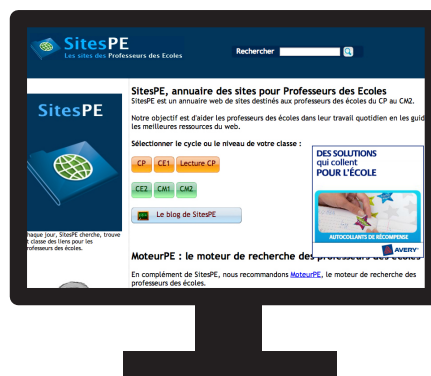 SitesPE
Les sites des Professeurs des Ecoles
Rechercher
SitesPE
haque jour, SitesPE cherche, trouve
t classe des liens pour les
rofesseurs des écoles.
SitesPE, annuaire des sites pour Professeurs des Ecoles
SitesPE est un annuaire web de sites destinés aux professeurs des écoles du CP au CM2.
Notre objectif est d'aider les professeurs des écoles dans leur travail quotidien en les guid
les meilleures ressources du web.
Sélectionner le cycle ou le niveau de votre classe :
CP CE1 Lecture CP
CE2 CM1 CM2
Le blog de SitesPE
DES SOLUTIONS
qui collent
POUR L'ÉCOLE
AUTOCOLLANTS DE RÉCOMPENSE
AVERY
MoteurPE : le moteur de recherche des professeurs des écoles
En complément de SitesPE, nous recommandons MoteurPE, le moteur de recherche des
professeurs des écoles.